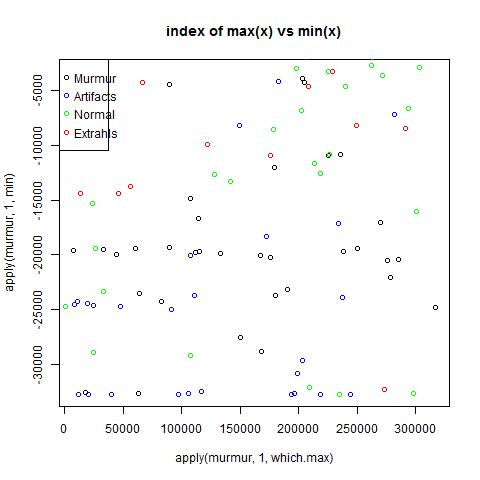 index of max(x) vs min(x)
Murmur
Artifacts
Normal
Extrahls
-5000
-10000
-15000
-20000
-25000
-30000
apply(murmur, 1, min)
0 50000 100000 150000 200000 250000 300000
apply(murmur, 1, which.max)